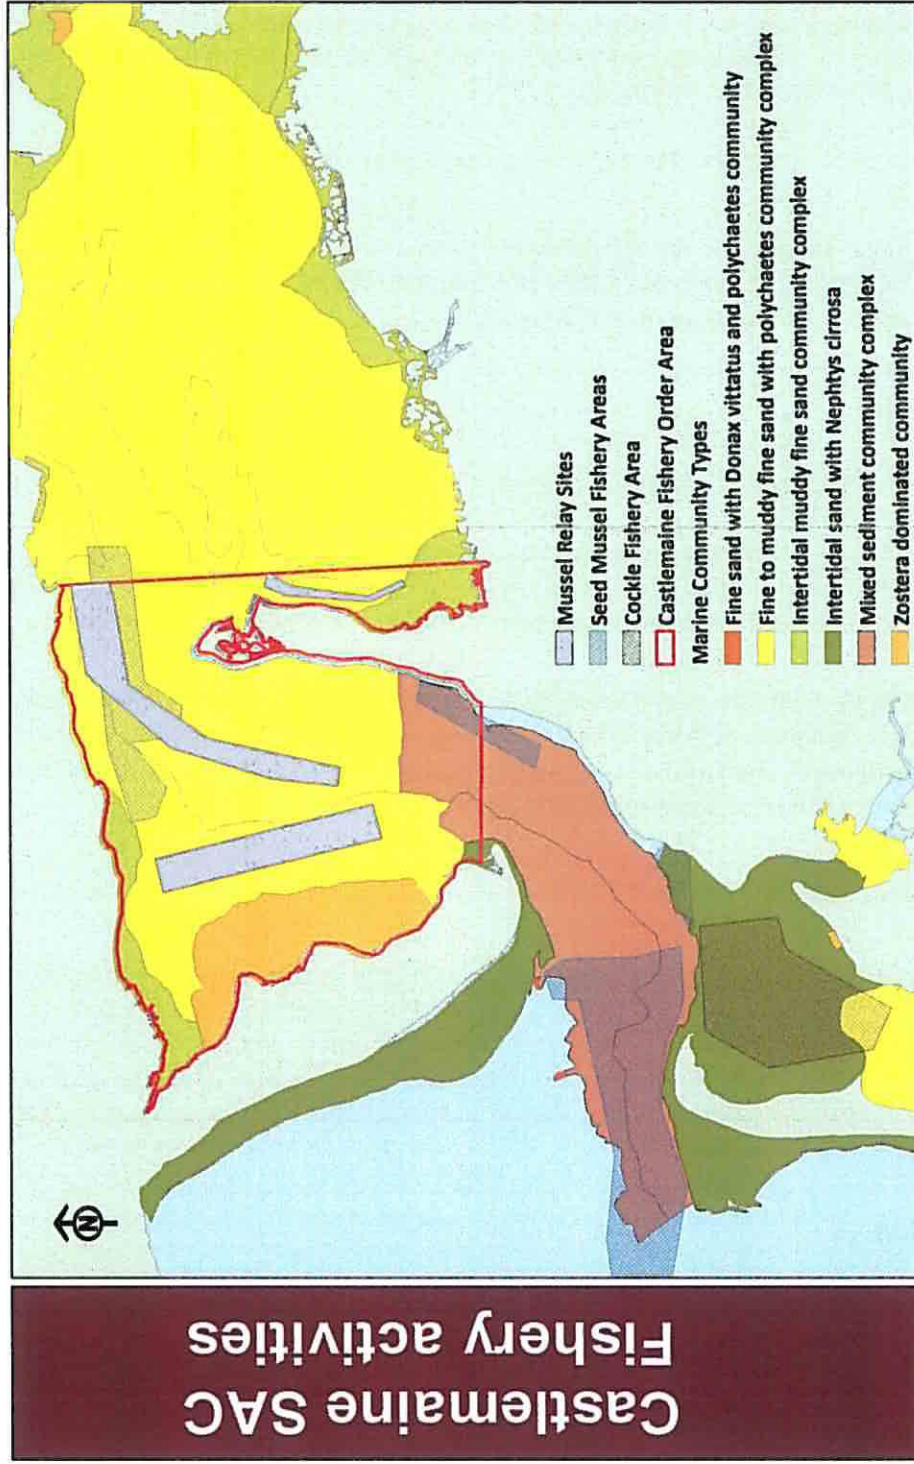 Castlemaine SAC
Fishery activities
N
Mussel Relay Sites
Seed Mussel Fishery Areas
Cockle Fishery Area
Castlemaine Fishery Order Area
Marine Community Types
Fine sand with Donax vittatus and polychaetes community
Fine to muddy fine sand with polychaetes community complex
Intertidal muddy fine sand community complex
Intertidal sand with Nephtys cirrosa
Mixed sediment community complex
Zostera dominated community